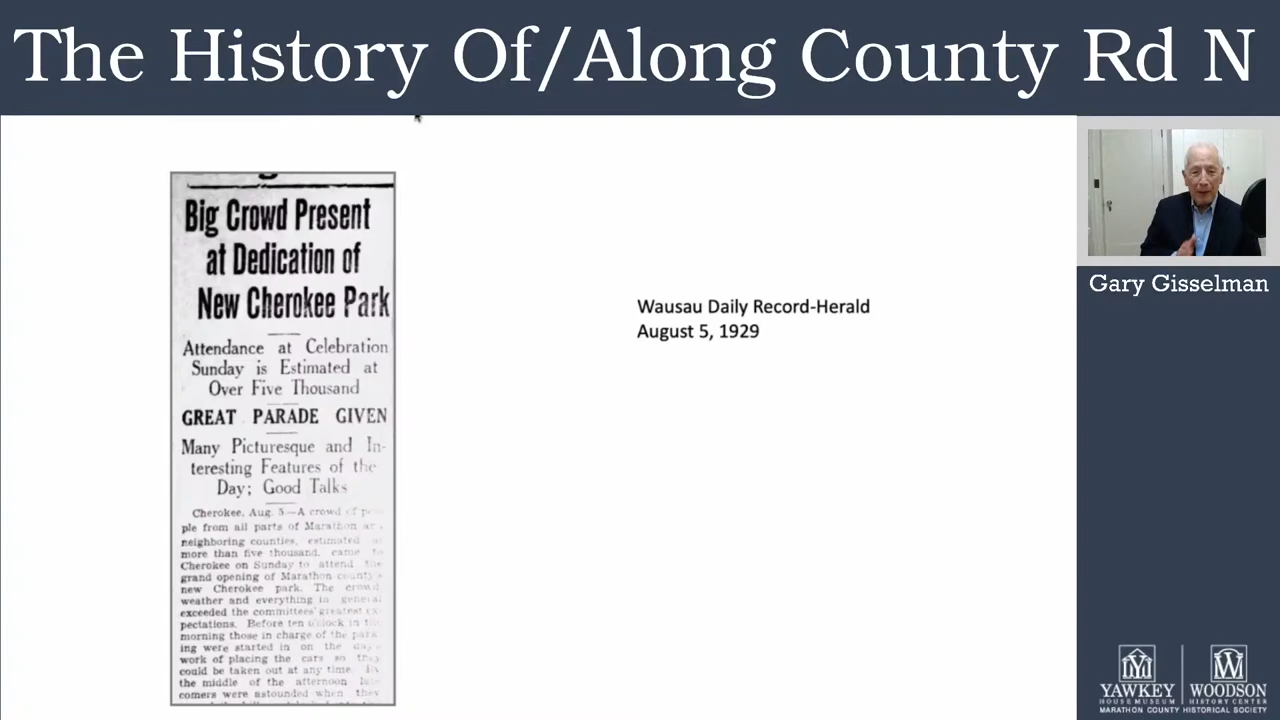 The History Of/Along County Rd N
Big Crowd Present
at Dedication of
New Cherokee Park
Attendance at Celebration
Sunday is Estimated at
Over Five Thousand
GREAT PARADE GIVEN
Many Picturesque and In-
teresting Features of the
Day; Good Talks
Cherokee, Aug. 5.—A crowd of
ple from all parts of Marathon
neighboring counties, estimated
more than five thousand, came
Cherokee on Sunday to attend the
grand opening of Marathon county's
new Cherokee park. The crowd,
weather and everything in general
exceeded the committees' greatest ex-
pectations. Before ten o'clock in the
morning those in charge of the park-
ing were started in on the day's
work of placing the cars so they
could be taken out at any time. By
the middle of the afternoon late
comers were astounded when they
Wausau Daily Record-Herald
August 5, 1929
Gary Gisselman
YAWKEY
HOUSE MUSEUM
WOODSON
HISTORY CENTER
MARATHON COUNTY HISTORICAL SOCIETY